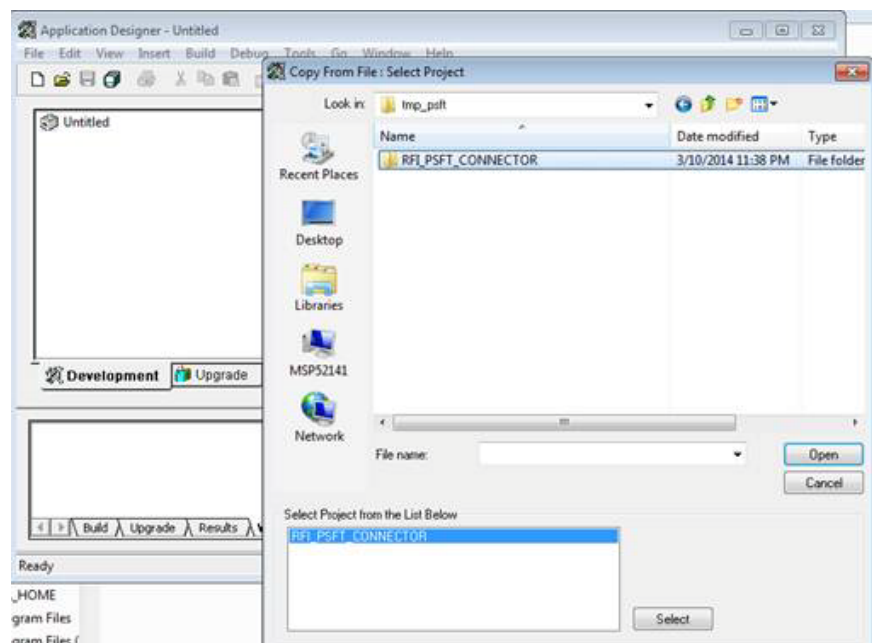 Application Designer - Untitled
File Edit View Insert Build Debug Tools Go Window Help
Untitled
Development
Upgrade
Build
Upgrade
Results
Ready
_HOME
gram Files
gram Files (
Copy From File : Select Project
Look in:
tmp_psft
Name
Date modified
Type
RFI_PSFT_CONNECTOR
3/10/2014 11:38 PM
File folder
Recent Places
Desktop
Libraries
MSP52141
Network
File name:
Open
Cancel
Select Project from the List Below
RFI_PSFT_CONNECTOR
Select